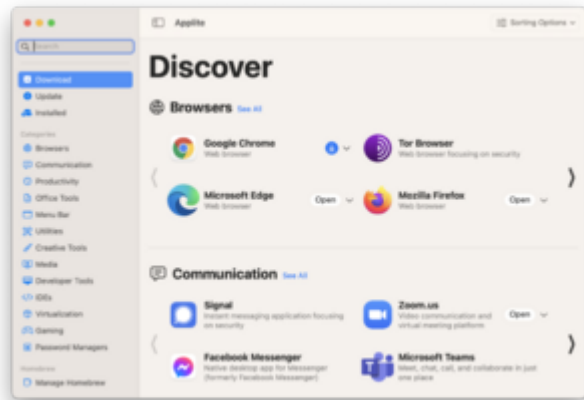 Applite
Sorting Options
Search
Download
Update
Installed
Categories
Browsers
Communication
Productivity
Office Tools
Menu Bar
Utilities
Creative Tools
Media
Developer Tools
IDEs
Virtualization
Gaming
Password Managers
Homebrew
Manage Homebrew
Discover
Browsers See All
Google Chrome
Web browser
Tor Browser
Web browser focusing on security
Microsoft Edge
Web browser
Open
Mozilla Firefox
Web browser
Open
Communication See All
Signal
Instant messaging application focusing
on security
Zoom.us
Video communication and
virtual meeting platform
Open
Facebook Messenger
Native desktop app for Messenger
(formerly Facebook Messenger)
Microsoft Teams
Meet, chat, call, and collaborate in just
one place